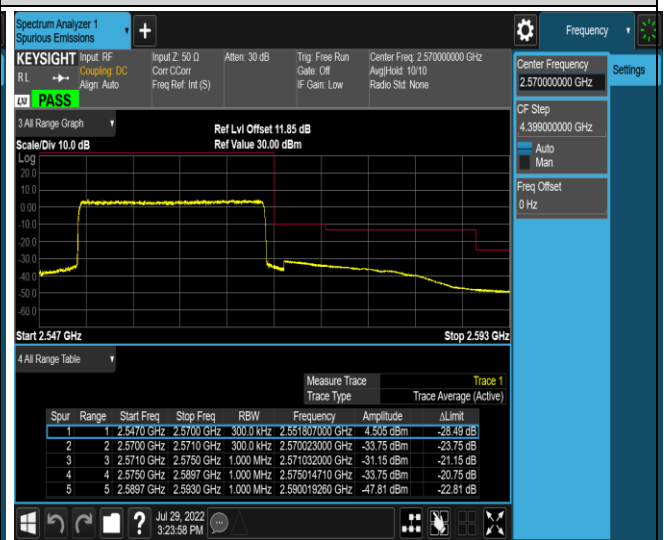 Spectrum Analyzer 1
Spurious Emissions
Frequency
KEYSIGHT
RL
Input: RF
Coupling: DC
Align: Auto
Input Z: 50 Ω
Corr CCorr
Freq Ref: Int (S)
Atten: 30 dB
Trig: Free Run
Gate: Off
IF Gain: Low
Center Freq: 2.570000000 GHz
Avg|Hold: 10/10
Radio Std: None
PASS
Center Frequency
2.570000000 GHz
Settings
CF Step
4.399000000 GHz
Auto
Man
Freq Offset
0 Hz
3 All Range Graph
Scale/Div 10.0 dB
Ref Lvl Offset 11.85 dB
Ref Value 30.00 dBm
Log
20.0
10.0
0.00
-10.0
-20.0
-30.0
-40.0
-50.0
-60.0
Start 2.547 GHz
Stop 2.593 GHz
4 All Range Table
Measure Trace Trace 1
Trace Type Trace Average (Active)
Spur Range Start Freq Stop Freq RBW Frequency Amplitude ΔLimit
1 1 2.5470 GHz 2.5700 GHz 300.0 kHz 2.551807000 GHz 4.505 dBm -28.49 dB
2 2 2.5700 GHz 2.5710 GHz 300.0 kHz 2.570023000 GHz -33.75 dBm -23.75 dB
3 3 2.5710 GHz 2.5750 GHz 1.000 MHz 2.571032000 GHz -31.15 dBm -21.15 dB
4 4 2.5750 GHz 2.5897 GHz 1.000 MHz 2.575014710 GHz -33.75 dBm -20.75 dB
5 5 2.5897 GHz 2.5930 GHz 1.000 MHz 2.590019260 GHz -47.81 dBm -22.81 dB
Jul 29, 2022
3:23:58 PM